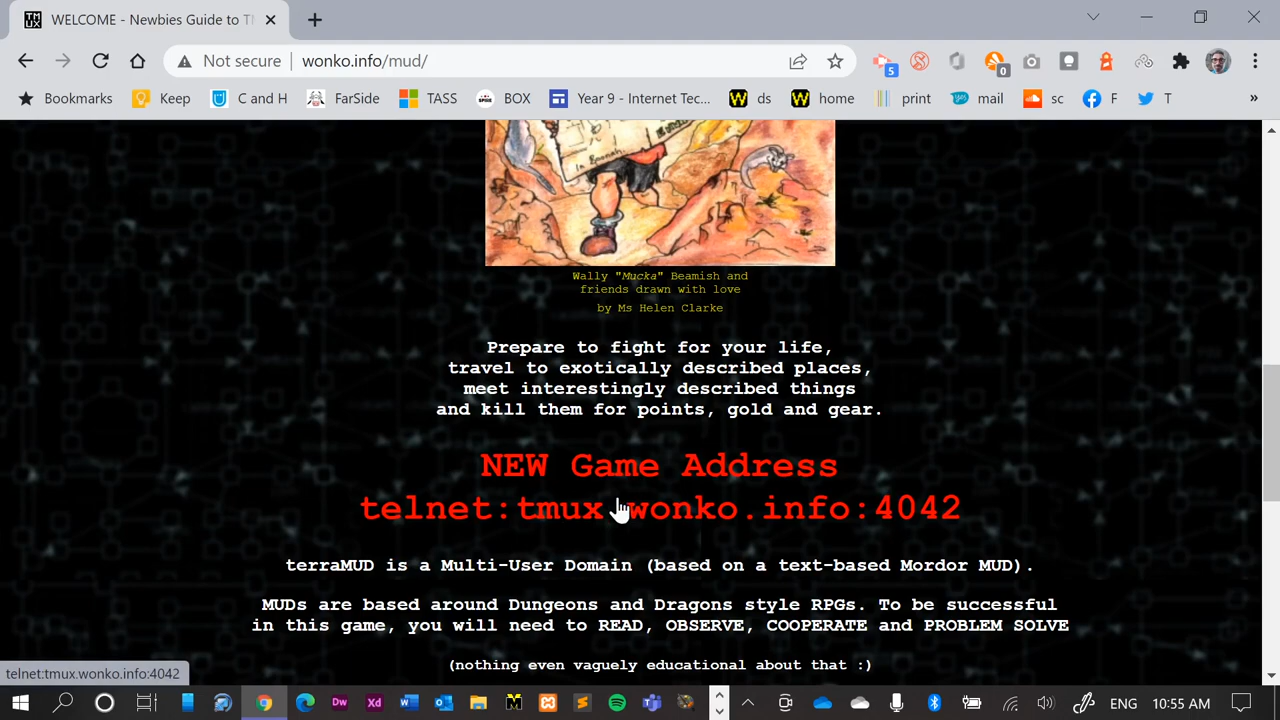 TM
UX
WELCOME - Newbies Guide to TM
Not secure
wonko.info/mud/
5
0
Bookmarks
Keep
C and H
FarSide
TASS
BOX
Year 9 - Internet Tec...
ds
home
print
mail
sc
F
T
»
Wally "Mucka" Beamish and
friends drawn with love
by Ms Helen Clarke
Prepare to fight for your life,
travel to exotically described places,
meet interestingly described things
and kill them for points, gold and gear.
NEW Game Address
telnet:tmux.wonko.info:4042
terraMUD is a Multi-User Domain (based on a text-based Mordor MUD).
MUDs are based around Dungeons and Dragons style RPGs. To be successful
in this game, you will need to READ, OBSERVE, COOPERATE and PROBLEM SOLVE
(nothing even vaguely educational about that :)
telnet:tmux.wonko.info:4042
ENG
10:55 AM